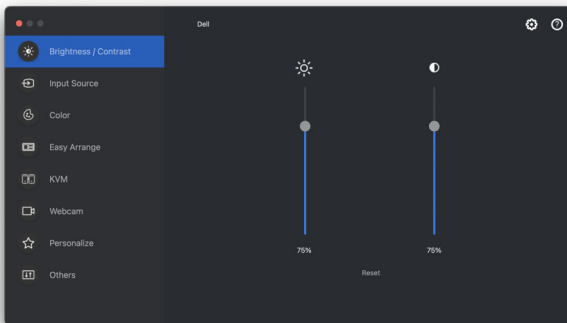 Dell
Brightness / Contrast
Input Source
Color
Easy Arrange
KVM
Webcam
Personalize
Others
75%
75%
Reset